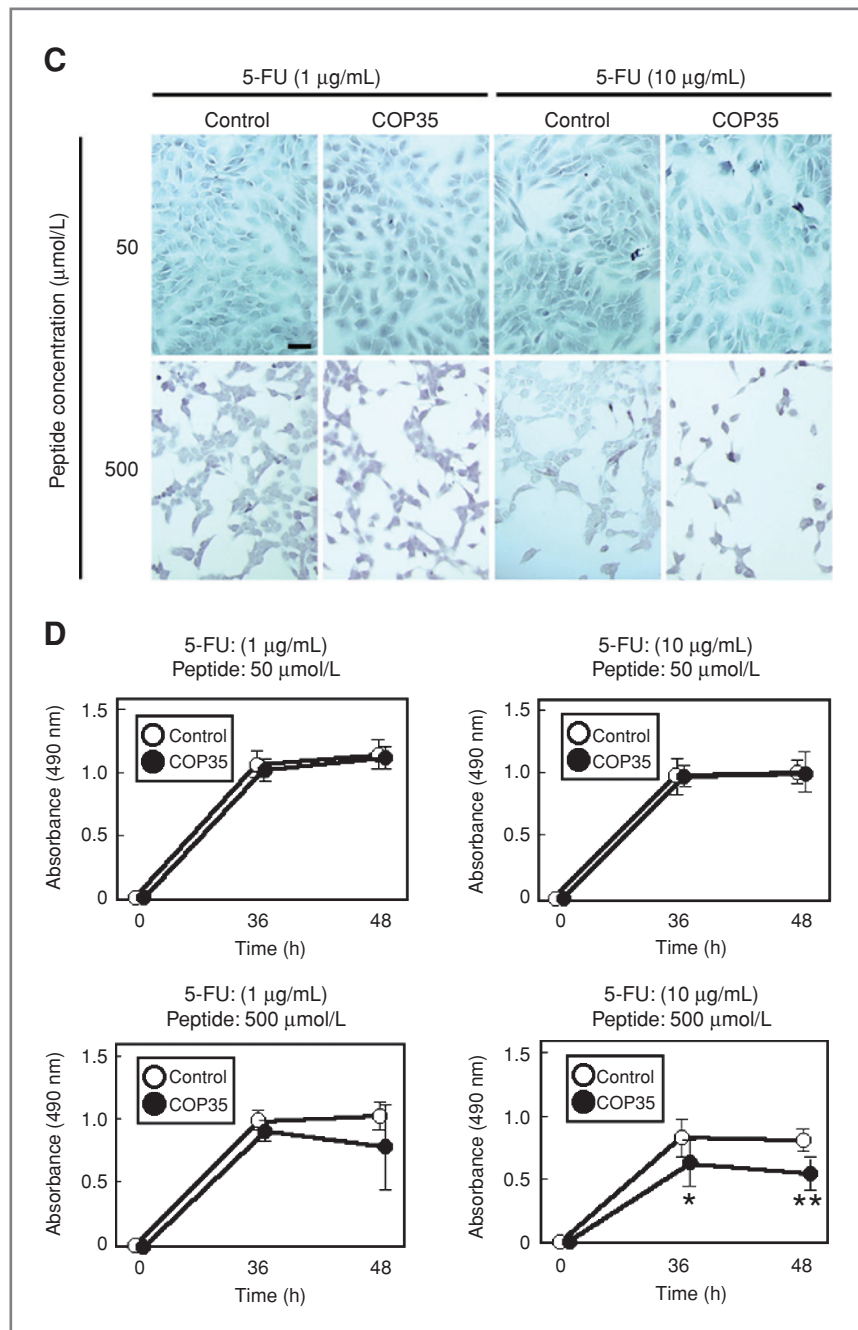 C
5-FU (1 µg/mL)
5-FU (10 µg/mL)
Control
COP35
Control
COP35
Peptide concentration (µmol/L)
50
500
D
5-FU: (1 µg/mL)
Peptide: 50 µmol/L
Absorbance (490 nm)
1.5
1.0
0.5
0
Control
COP35
0
36
48
Time (h)
5-FU: (10 µg/mL)
Peptide: 50 µmol/L
Absorbance (490 nm)
1.5
1.0
0.5
0
Control
COP35
0
36
48
Time (h)
5-FU: (1 µg/mL)
Peptide: 500 µmol/L
Absorbance (490 nm)
1.5
1.0
0.5
0
Control
COP35
0
36
48
Time (h)
5-FU: (10 µg/mL)
Peptide: 500 µmol/L
Absorbance (490 nm)
1.5
1.0
0.5
0
Control
COP35
*
**
0
36
48
Time (h)